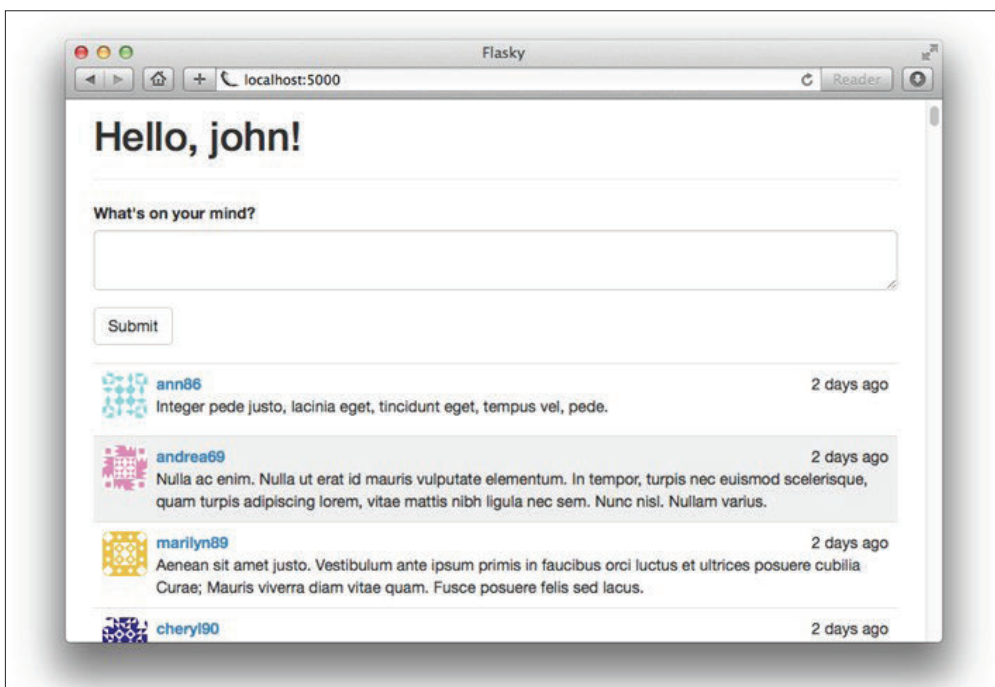 Flasky
localhost:5000
Reader
Hello, john!
What's on your mind?
Submit
ann86 2 days ago
Integer pede justo, lacinia eget, tincidunt eget, tempus vel, pede.
andrea69 2 days ago
Nulla ac enim. Nulla ut erat id mauris vulputate elementum. In tempor, turpis nec euismod scelerisque,
quam turpis adipiscing lorem, vitae mattis nibh ligula nec sem. Nunc nisl. Nullam varius.
marilyn89 2 days ago
Aenean sit amet justo. Vestibulum ante ipsum primis in faucibus orci luctus et ultrices posuere cubilia
Curae; Mauris viverra diam vitae quam. Fusce posuere felis sed lacus.
cheryl90 2 days ago